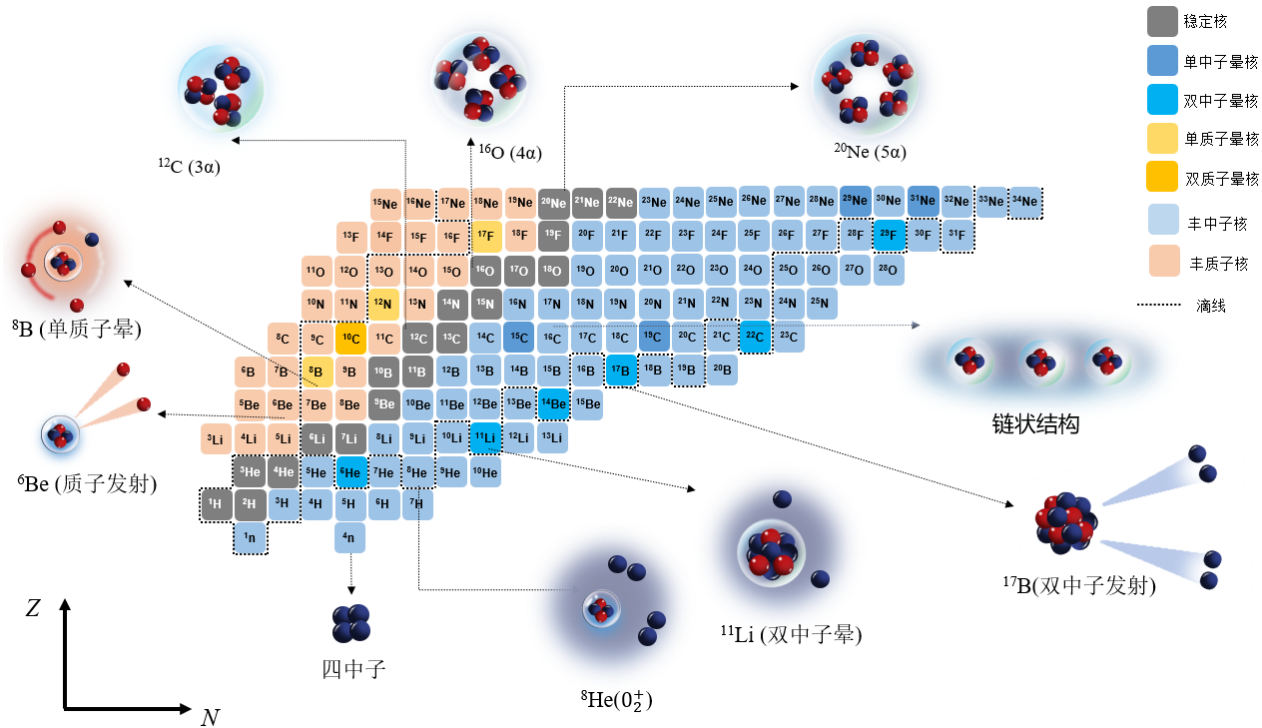 稳定核
单中子晕核
双中子晕核
单质子晕核
双质子晕核
丰中子核
丰质子核
滴线
¹²C (3α)
¹⁶O (4α)
²⁰Ne (5α)
¹⁵Ne ¹⁶Ne ¹⁷Ne ¹⁸Ne ¹⁹Ne ²⁰Ne ²¹Ne ²²Ne ²³Ne ²⁴Ne ²⁵Ne ²⁶Ne ²⁷Ne ²⁸Ne ²⁹Ne ³⁰Ne ³¹Ne ³²Ne ³³Ne ³⁴Ne
¹³F ¹⁴F ¹⁵F ¹⁶F ¹⁷F ¹⁸F ¹⁹F ²⁰F ²¹F ²²F ²³F ²⁴F ²⁵F ²⁶F ²⁷F ²⁸F ²⁹F ³⁰F ³¹F
¹¹O ¹²O ¹³O ¹⁴O ¹⁵O ¹⁶O ¹⁷O ¹⁸O ¹⁹O ²⁰O ²¹O ²²O ²³O ²⁴O ²⁵O ²⁶O ²⁷O ²⁸O
¹⁰N ¹¹N ¹²N ¹³N ¹⁴N ¹⁵N ¹⁶N ¹⁷N ¹⁸N ¹⁹N ²⁰N ²¹N ²²N ²³N ²⁴N ²⁵N
⁸C ⁹C ¹⁰C ¹¹C ¹²C ¹³C ¹⁴C ¹⁵C ¹⁶C ¹⁷C ¹⁸C ¹⁹C ²⁰C ²¹C ²²C ²³C
⁶B ⁷B ⁸B ⁹B ¹⁰B ¹¹B ¹²B ¹³B ¹⁴B ¹⁵B ¹⁶B ¹⁷B ¹⁸B ¹⁹B ²⁰B
⁵Be ⁶Be ⁷Be ⁸Be ⁹Be ¹⁰Be ¹¹Be ¹²Be ¹³Be ¹⁴Be ¹⁵Be
³Li ⁴Li ⁵Li ⁶Li ⁷Li ⁸Li ⁹Li ¹⁰Li ¹¹Li ¹²Li ¹³Li
³He ⁴He ⁵He ⁶He ⁷He ⁸He ⁹He ¹⁰He
¹H ²H ³H ⁴H ⁵H ⁶H ⁷H
¹n ⁴n
⁸B (单质子晕)
⁶Be (质子发射)
链状结构
¹⁷B(双中子发射)
¹¹Li (双中子晕)
⁸He(0₂⁺)
四中子
Z
N